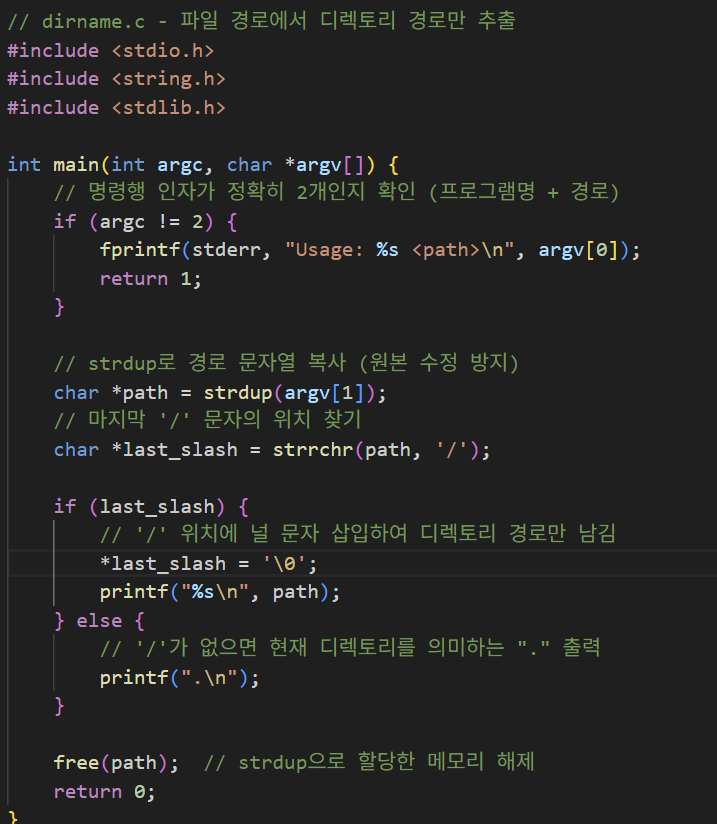 // dirname.c - 파일 경로에서 디렉토리 경로만 추출
#include <stdio.h>
#include <string.h>
#include <stdlib.h>
int main(int argc, char *argv[]) {
// 명령행 인자가 정확히 2개인지 확인 (프로그램명 + 경로)
if (argc != 2) {
fprintf(stderr, "Usage: %s <path>\n", argv[0]);
return 1;
}
// strdup로 경로 문자열 복사 (원본 수정 방지)
char *path = strdup(argv[1]);
// 마지막 '/' 문자의 위치 찾기
char *last_slash = strrchr(path, '/');
if (last_slash) {
// '/' 위치에 널 문자 삽입하여 디렉토리 경로만 남김
*last_slash = '\0';
printf("%s\n", path);
} else {
// '/'가 없으면 현재 디렉토리를 의미하는 "." 출력
printf(".\n");
}
free(path);  // strdup으로 할당한 메모리 해제
return 0;
}